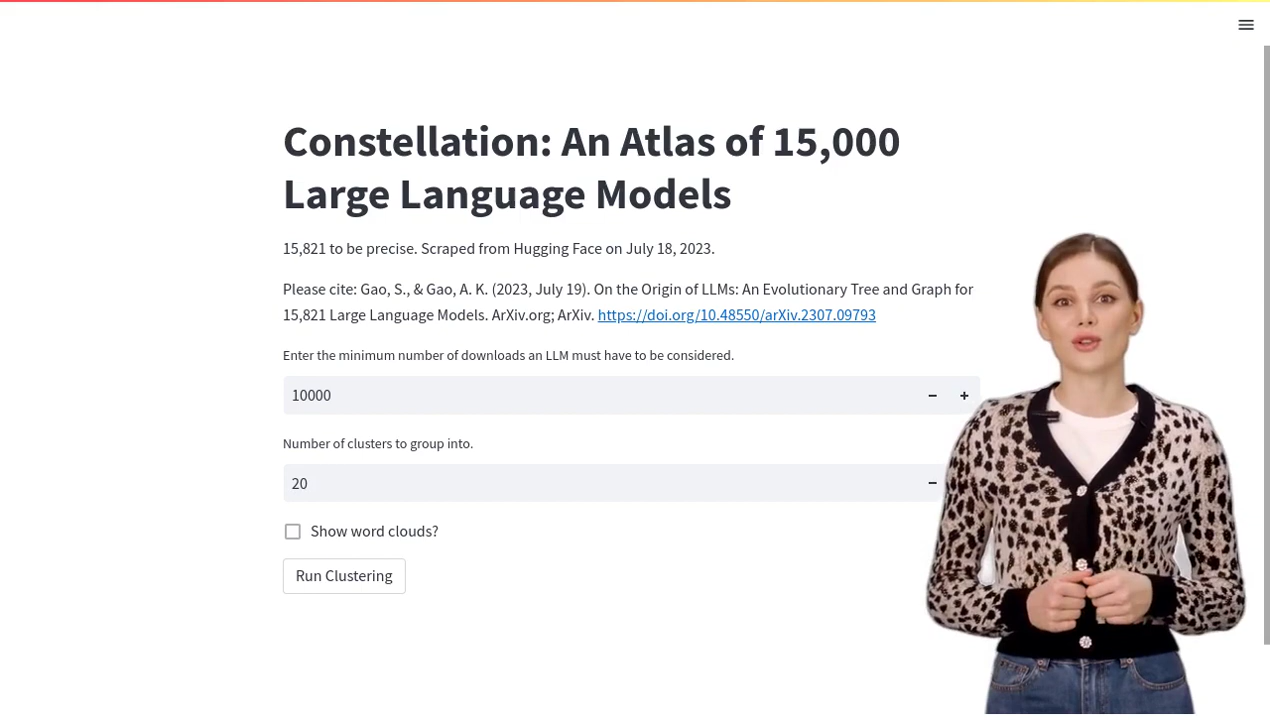 Constellation: An Atlas of 15,000
Large Language Models
15,821 to be precise. Scraped from Hugging Face on July 18, 2023.
Please cite: Gao, S., & Gao, A. K. (2023, July 19). On the Origin of LLMs: An Evolutionary Tree and Graph for
15,821 Large Language Models. ArXiv.org; ArXiv. https://doi.org/10.48550/arXiv.2307.09793
Enter the minimum number of downloads an LLM must have to be considered.
10000
Number of clusters to group into.
20
Show word clouds?
Run Clustering